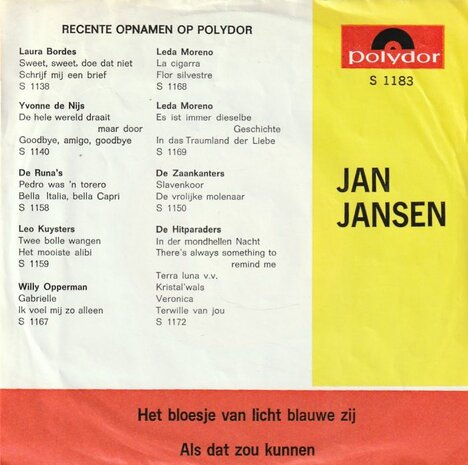 RECENTE OPNAMEN OP POLYDOR
Laura Bordes
Sweet, sweet, doe dat niet
Schrijf mij een brief
S 1138
Yvonne de Nijs
De hele wereld draait
maar door
Goodbye, amigo, goodbye
S 1140
De Runa's
Pedro was 'n torero
Bella Italia, bella Capri
S 1158
Leo Kuysters
Twee bolle wangen
Het mooiste alibi
S 1159
Willy Opperman
Gabrielle
Ik voel mij zo alleen
S 1167
Leda Moreno
La cigarra
Flor silvestre
S 1168
Leda Moreno
Es ist immer dieselbe
Geschichte
In das Traumland der Liebe
S 1169
De Zaankanters
Slavenkoor
De vrolijke molenaar
S 1150
De Hitparaders
In der mondhellen Nacht
There's always something to
remind me
Terra luna v.v.
Kristal'wals
Veronica
Terwille van jou
S 1172
Polydor
S 1183
JAN
JANSEN
Het bloesje van licht blauwe zij
Als dat zou kunnen